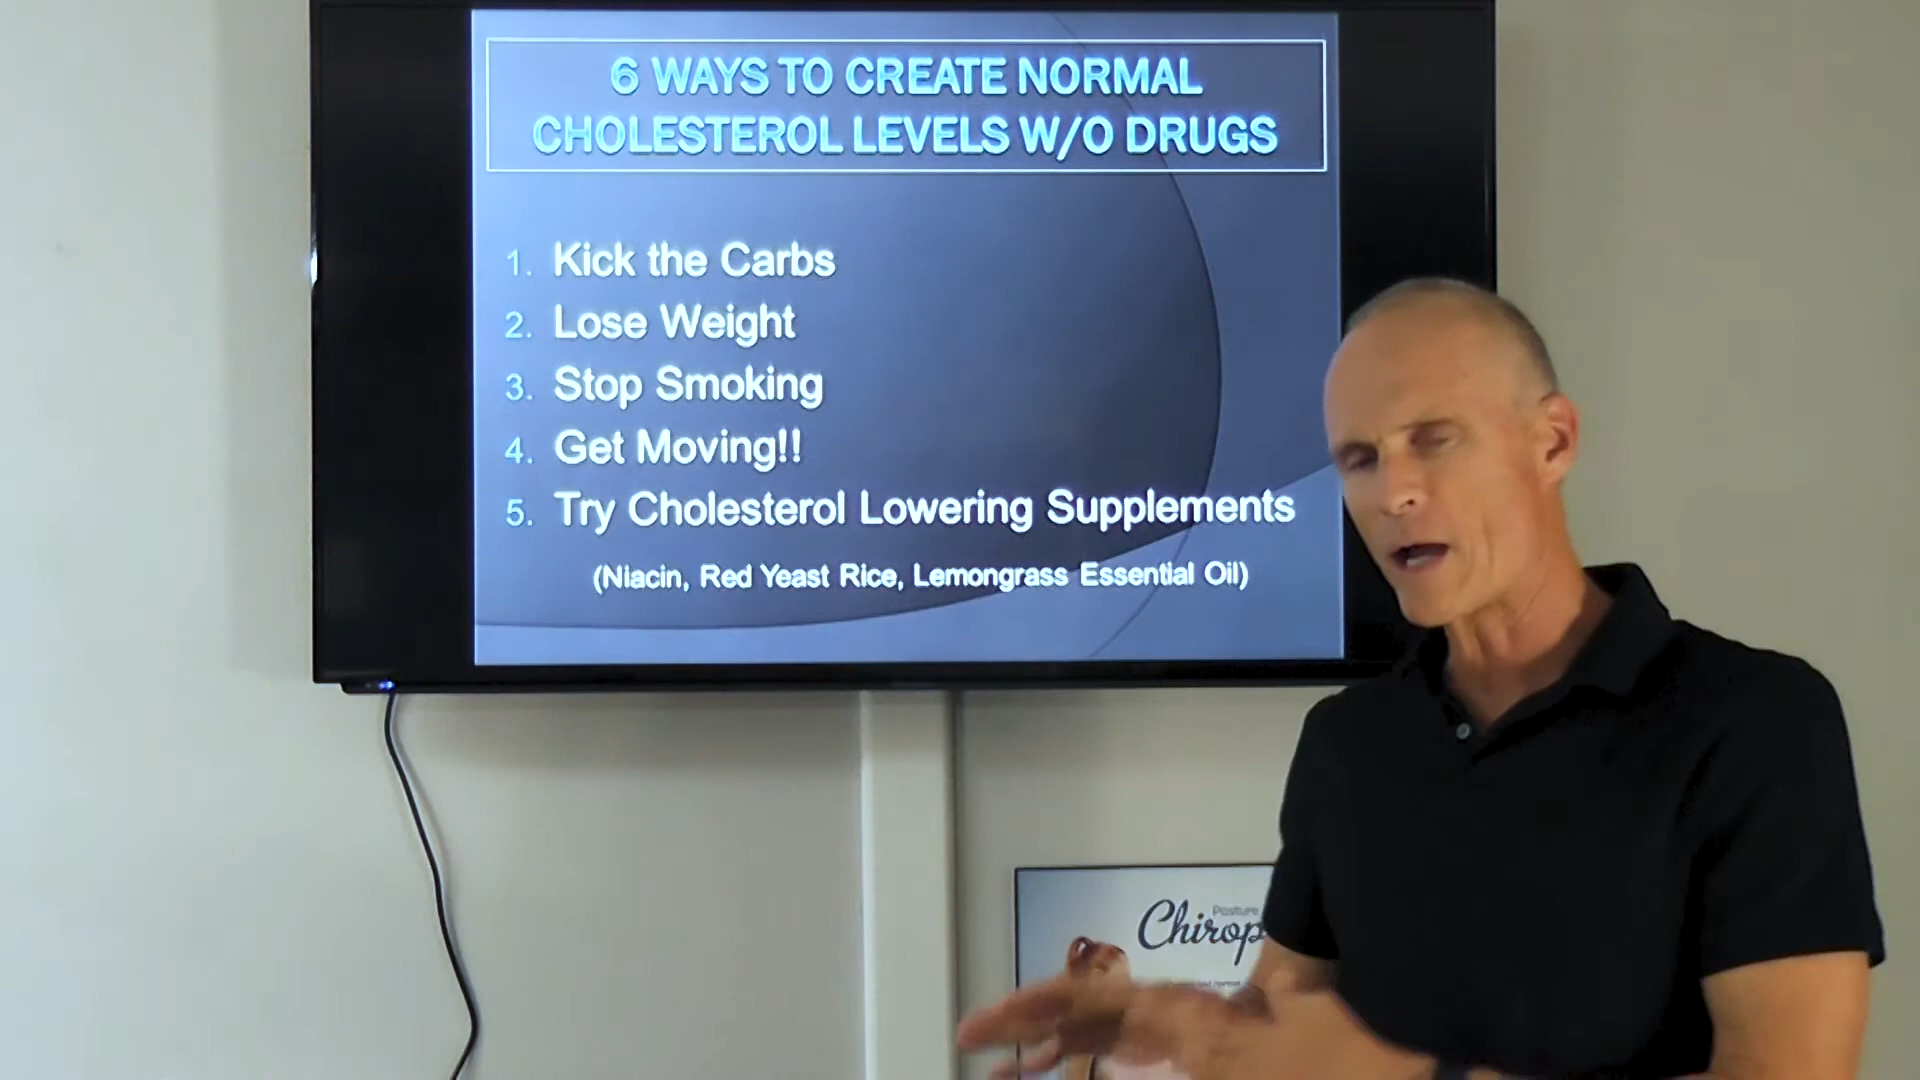 6 WAYS TO CREATE NORMAL
CHOLESTEROL LEVELS W/O DRUGS
1. Kick the Carbs
2. Lose Weight
3. Stop Smoking
4. Get Moving!!
5. Try Cholesterol Lowering Supplements
(Niacin, Red Yeast Rice, Lemongrass Essential Oil)
Posture
Chirop